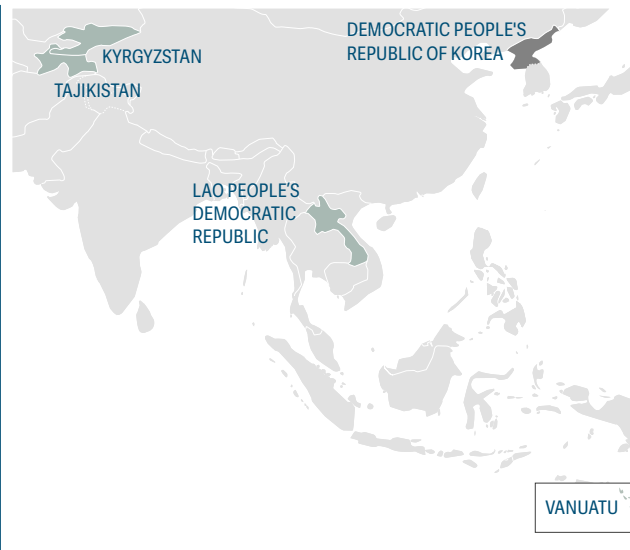 DEMOCRATIC PEOPLE'S
REPUBLIC OF KOREA
KYRGYZSTAN
TAJIKISTAN
LAO PEOPLE’S
DEMOCRATIC
REPUBLIC
VANUATU